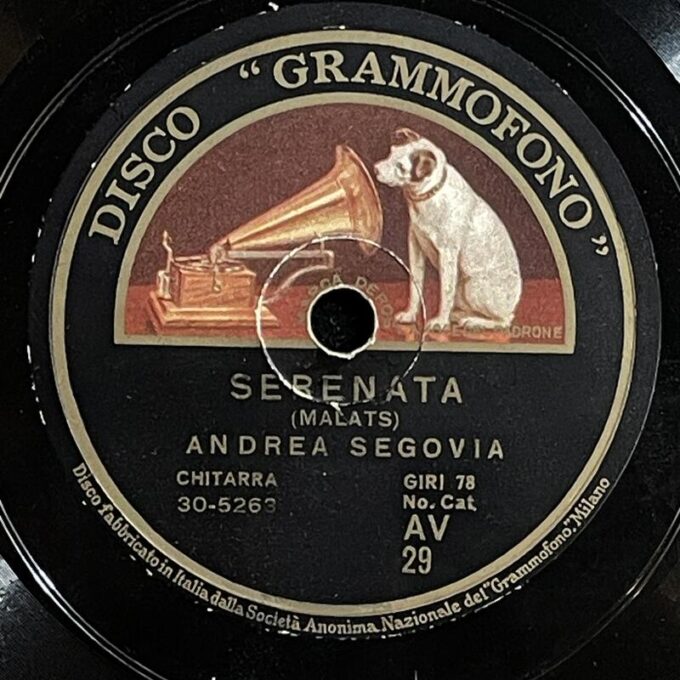 DISCO “GRAMMOFONO”
PADRONE
SERENATA
(MALATS)
ANDREA SEGOVIA
CHITARRA
30-5263
GIRI 78
No. Cat.
AV
29
Disco fabbricato in Italia dalla Società Anonima Nazionale del "Grammofono", Milano